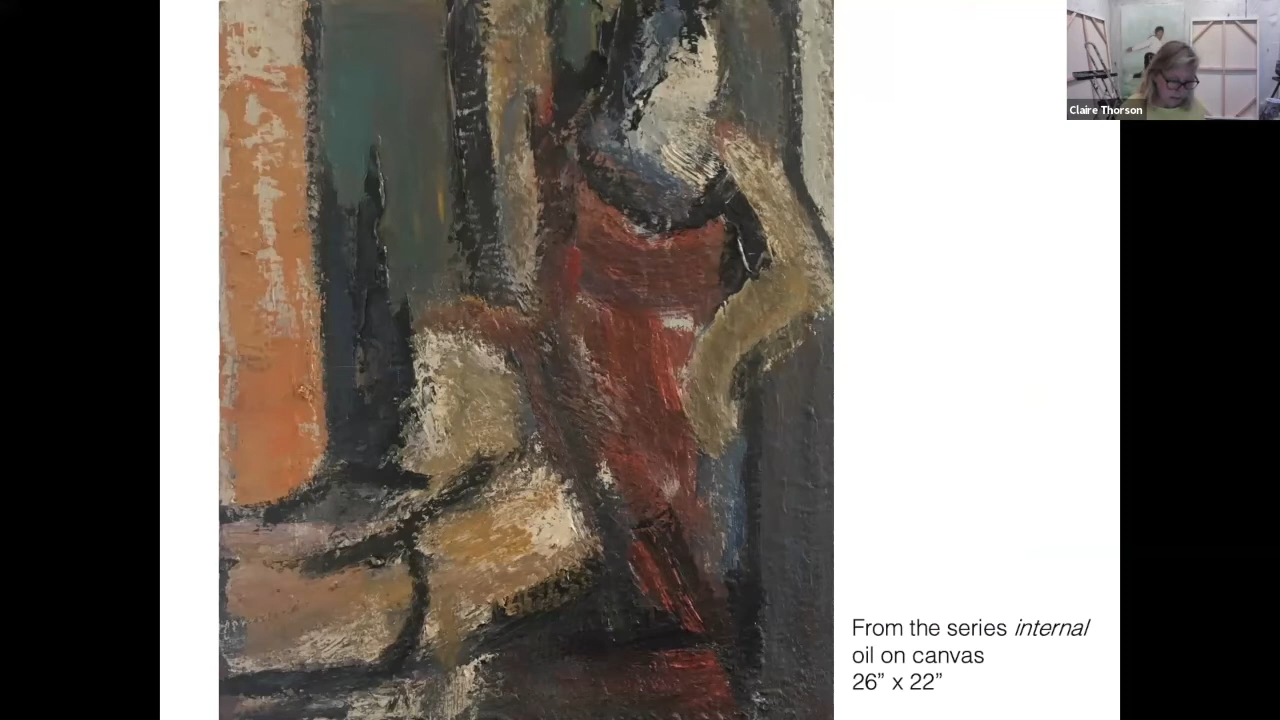 Claire Thorson
From the series internal
oil on canvas
26” x 22”